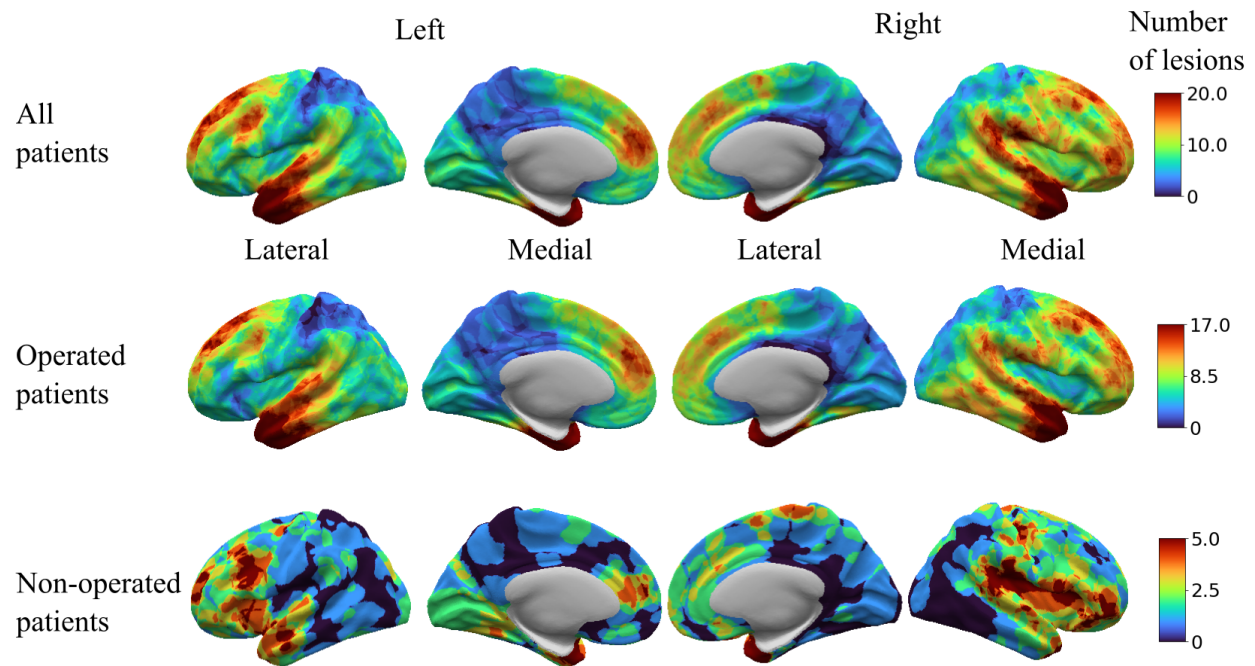 Left
Right
Number
of lesions
All
patients
20.0
10.0
0
Lateral
Medial
Lateral
Medial
Operated
patients
17.0
8.5
0
Non-operated
patients
5.0
2.5
0